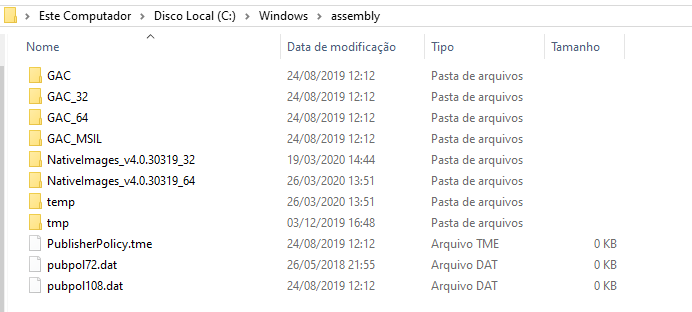 Este Computador > Disco Local (C:) > Windows > assembly
Nome Data de modificação Tipo Tamanho
GAC 24/08/2019 12:12 Pasta de arquivos
GAC_32 24/08/2019 12:12 Pasta de arquivos
GAC_64 24/08/2019 12:12 Pasta de arquivos
GAC_MSIL 24/08/2019 12:12 Pasta de arquivos
NativeImages_v4.0.30319_32 19/03/2020 14:44 Pasta de arquivos
NativeImages_v4.0.30319_64 26/03/2020 13:51 Pasta de arquivos
temp 26/03/2020 13:51 Pasta de arquivos
tmp 03/12/2019 16:48 Pasta de arquivos
PublisherPolicy.tme 24/08/2019 12:12 Arquivo TME 0 KB
pubpol72.dat 26/05/2018 21:55 Arquivo DAT 0 KB
pubpol108.dat 24/08/2019 12:12 Arquivo DAT 0 KB